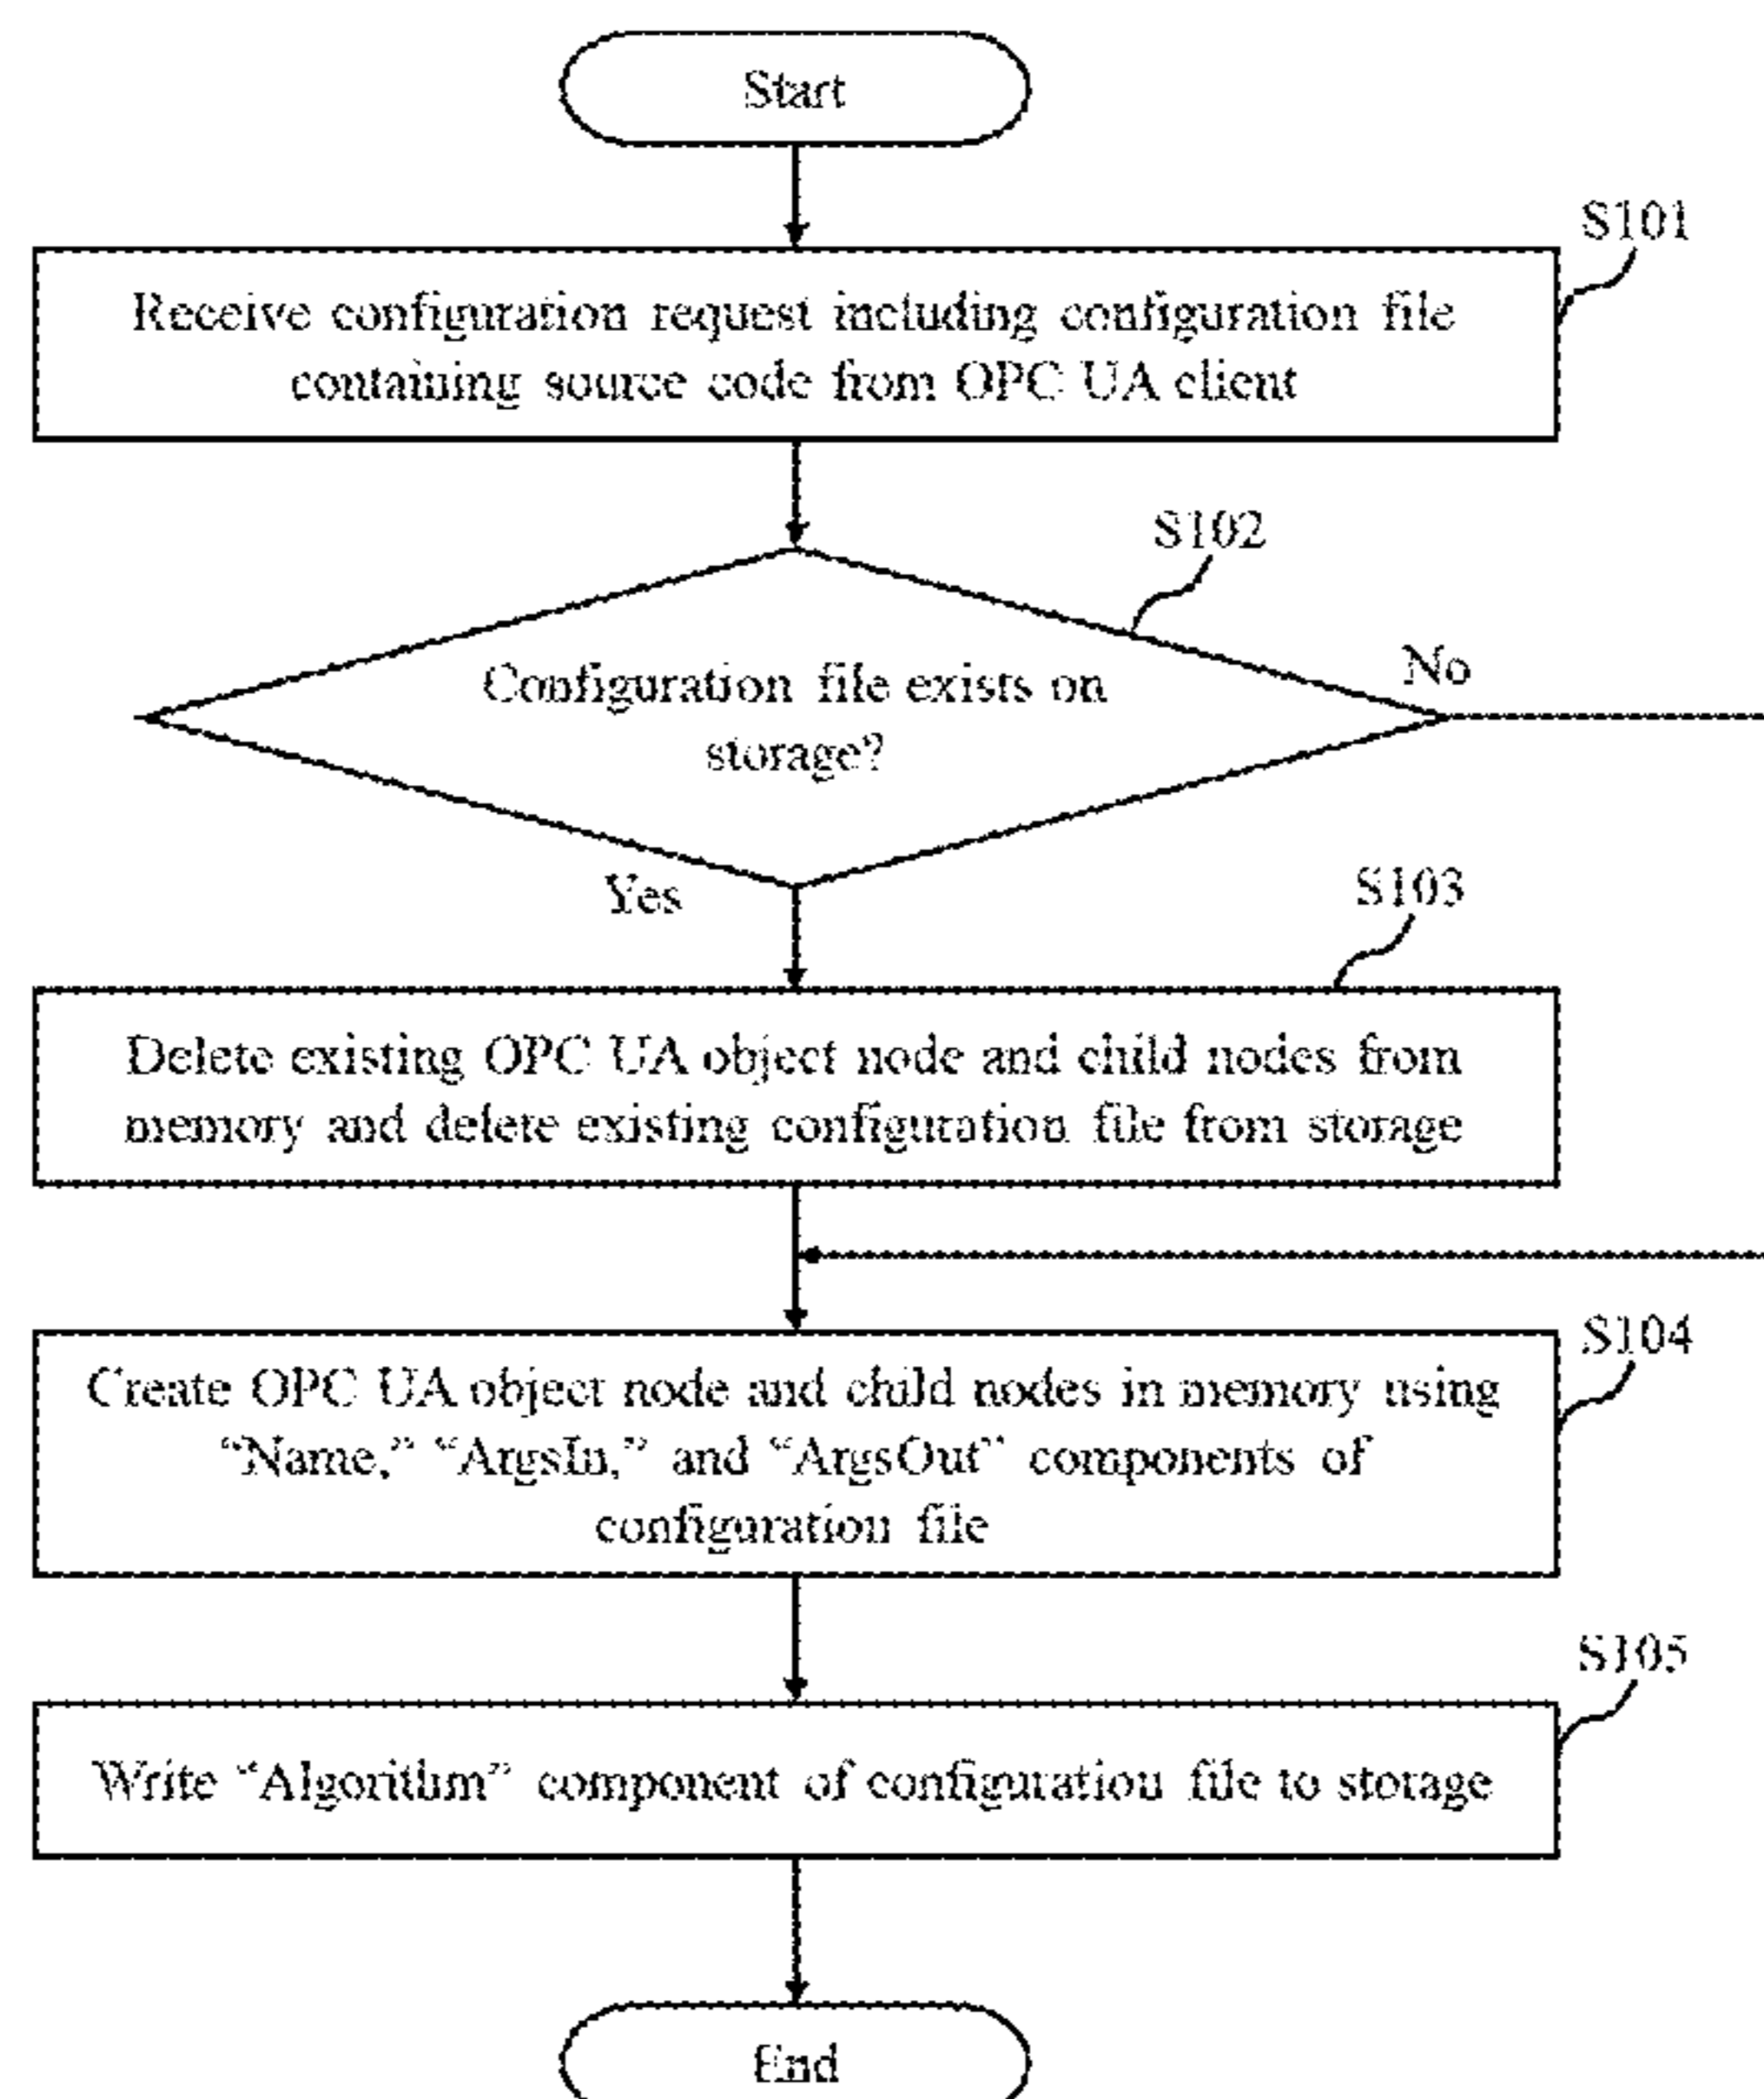 Start
S101
Receive configuration request including configuration file
containing source code from OPC UA client
S102
Configuration file exists on
storage?
No
Yes
S103
Delete existing OPC UA object node and child nodes from
memory and delete existing configuration file from storage
S104
Create OPC UA object node and child nodes in memory using
“Name,” “ArgsIn,” and “ArgsOut” components of
configuration file
S105
Write “Algorithm” component of configuration file to storage
End